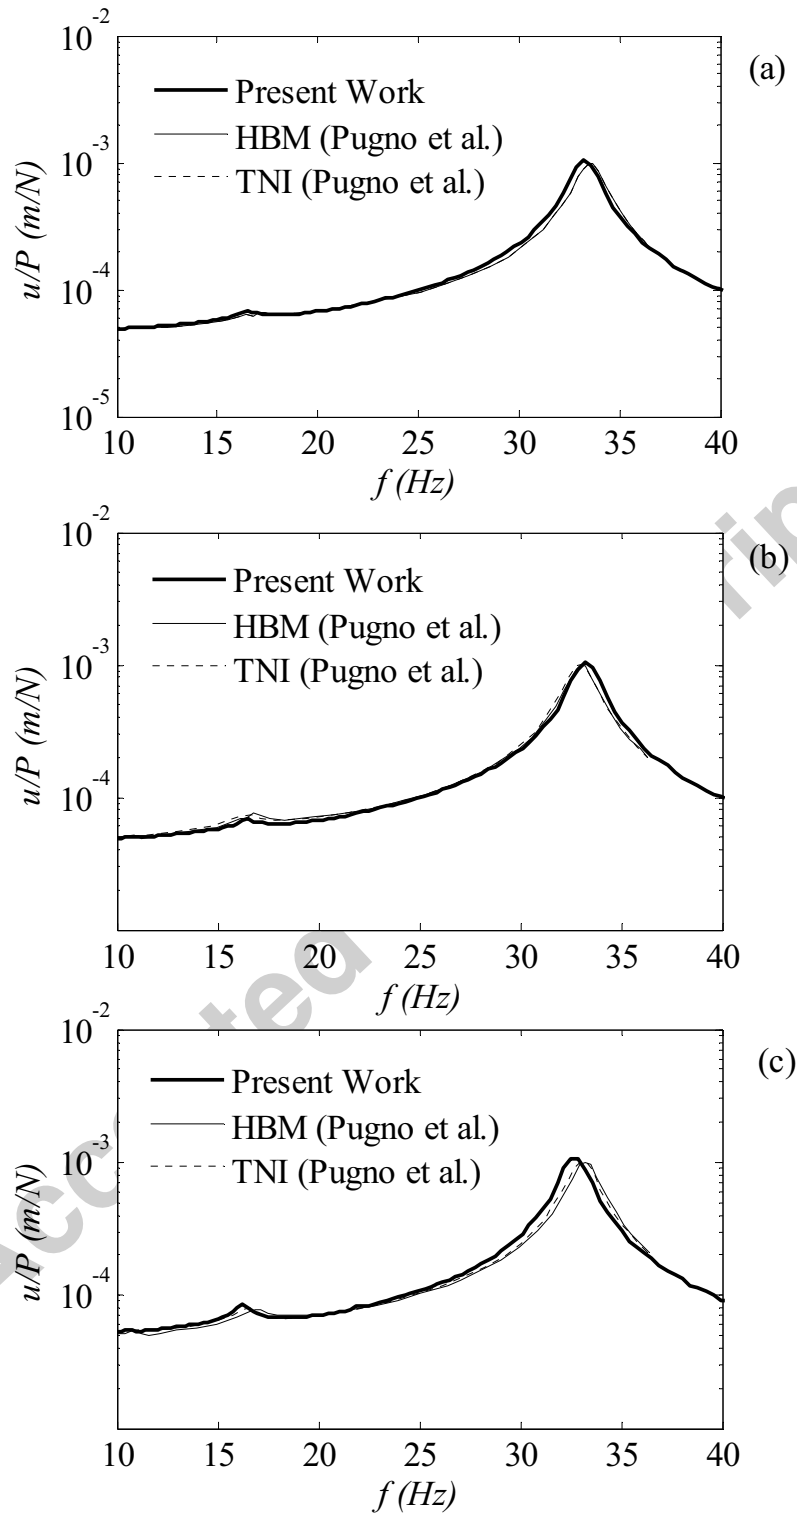 10-2
(a)
Present Work
HBM (Pugno et al.)
TNI (Pugno et al.)
10-3
u/P (m/N)
10-4
10-5
10 15 20 25 30 35 40
f (Hz)
10-2
(b)
Present Work
HBM (Pugno et al.)
TNI (Pugno et al.)
10-3
u/P (m/N)
10-4
10 15 20 25 30 35 40
f (Hz)
10-2
(c)
Present Work
HBM (Pugno et al.)
TNI (Pugno et al.)
10-3
u/P (m/N)
10-4
10 15 20 25 30 35 40
f (Hz)